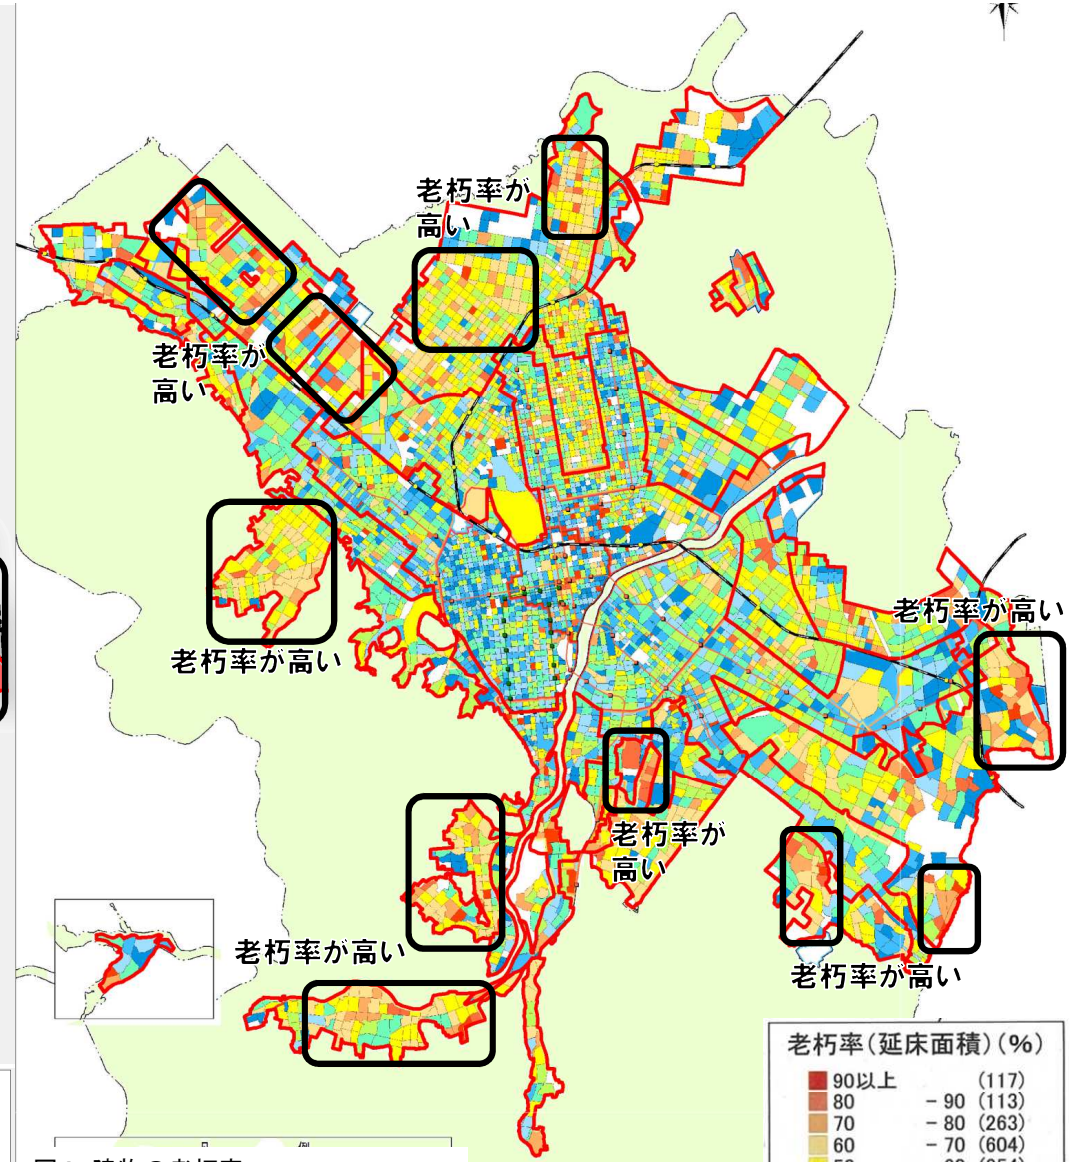 老朽率が
高い
老朽率が
高い
老朽率が高い
老朽率が高い
老朽率が
高い
老朽率が高い
老朽率が高い
老朽率(延床面積)(%)
90以上 (117)
80 - 90 (113)
70 - 80 (263)
60 - 70 (604)